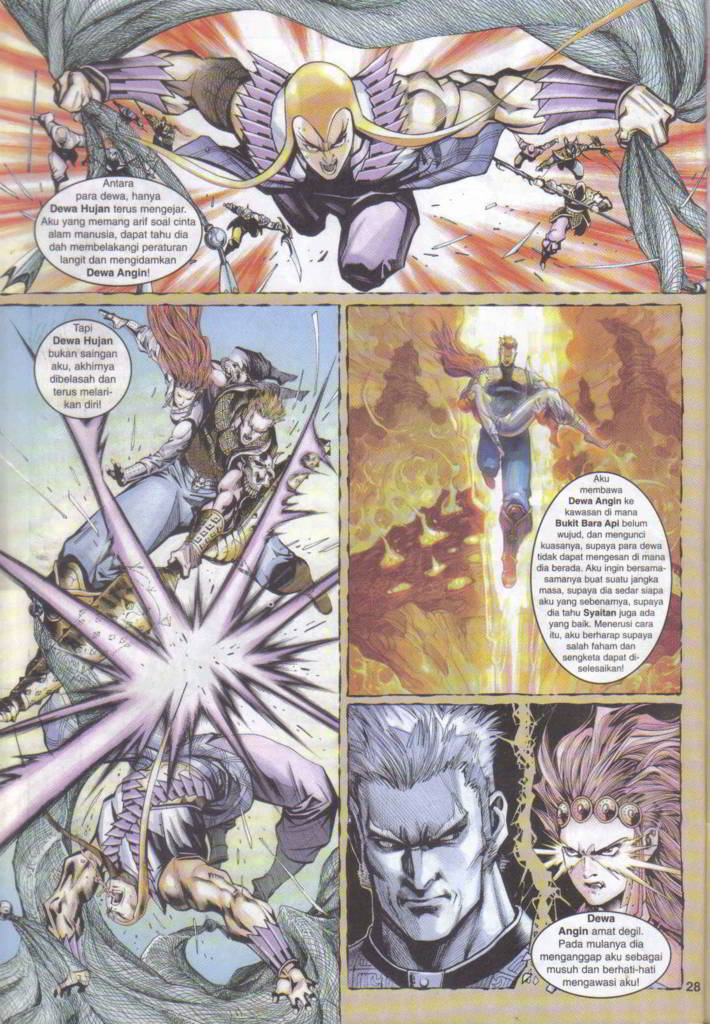 Antara
para dewa, hanya
Dewa Hujan terus mengejar.
Aku yang memang arif soal cinta
alam manusia, dapat tahu dia
dah membelakangi peraturan
langit dan mengidamkan
Dewa Angin!
Tapi
Dewa Hujan
bukan saingan
aku, akhirnya
dibelasah dan
terus melari-
kan diri!
Aku
membawa
Dewa Angin ke
kawasan di mana
Bukit Bara Api belum
wujud, dan mengunci
kuasanya, supaya para dewa
tidak dapat mengesan di mana
dia berada. Aku ingin bersama-
samanya buat suatu jangka
masa, supaya dia sedar siapa
aku yang sebenarnya, supaya
dia tahu Syaitan juga ada
yang baik. Menerusi cara
itu, aku berharap supaya
salah faham dan
sengketa dapat di-
selesaikan!
Dewa
Angin amat degil.
Pada mulanya dia
menganggap aku sebagai
musuh dan berhati-hati
mengawasi aku!
28